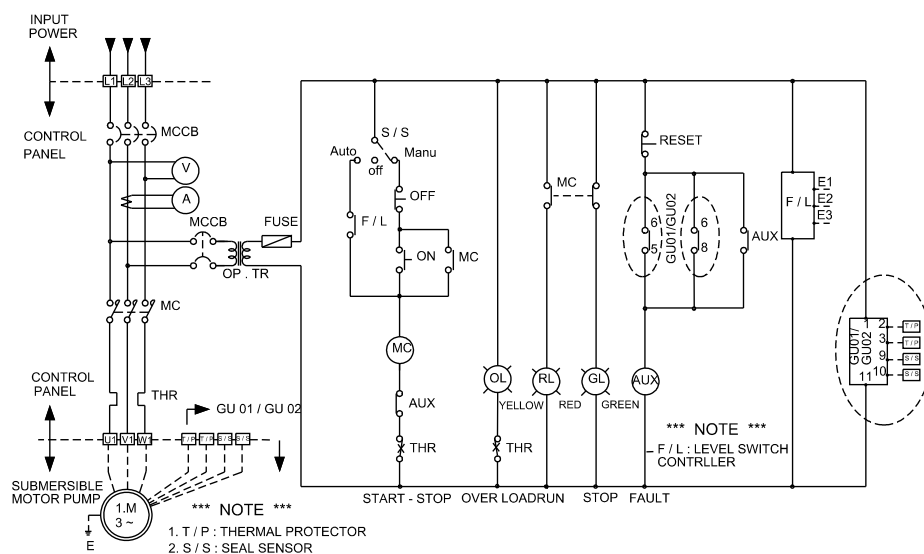 INPUT
POWER
L1 L2 L3
CONTROL
PANEL
MCCB
V
A
MCCB
FUSE
OP . TR
MC
CONTROL
PANEL
THR
GU 01 / GU 02
U1 V1 W1
T / P T / P S / S S / S
SUBMERSIBLE
MOTOR PUMP
1.M
3 ~
E
*** NOTE ***
1. T / P : THERMAL PROTECTOR
2. S / S : SEAL SENSOR
S / S
Auto
off
Manu
OFF
F / L
ON
MC
MC
AUX
THR
START - STOP
OL
YELLOW
THR
OVER LOAD
MC
RL
RED
RUN
GL
GREEN
STOP
RESET
6
5
GU01/GU02
6
8
AUX
AUX
FAULT
F / L
E1
E2
E3
*** NOTE ***
F / L : LEVEL SWITCH
CONTRLLER
GU01/
GU02
1
2
3
9
10
11
T / P
T / P
S / S
S / S